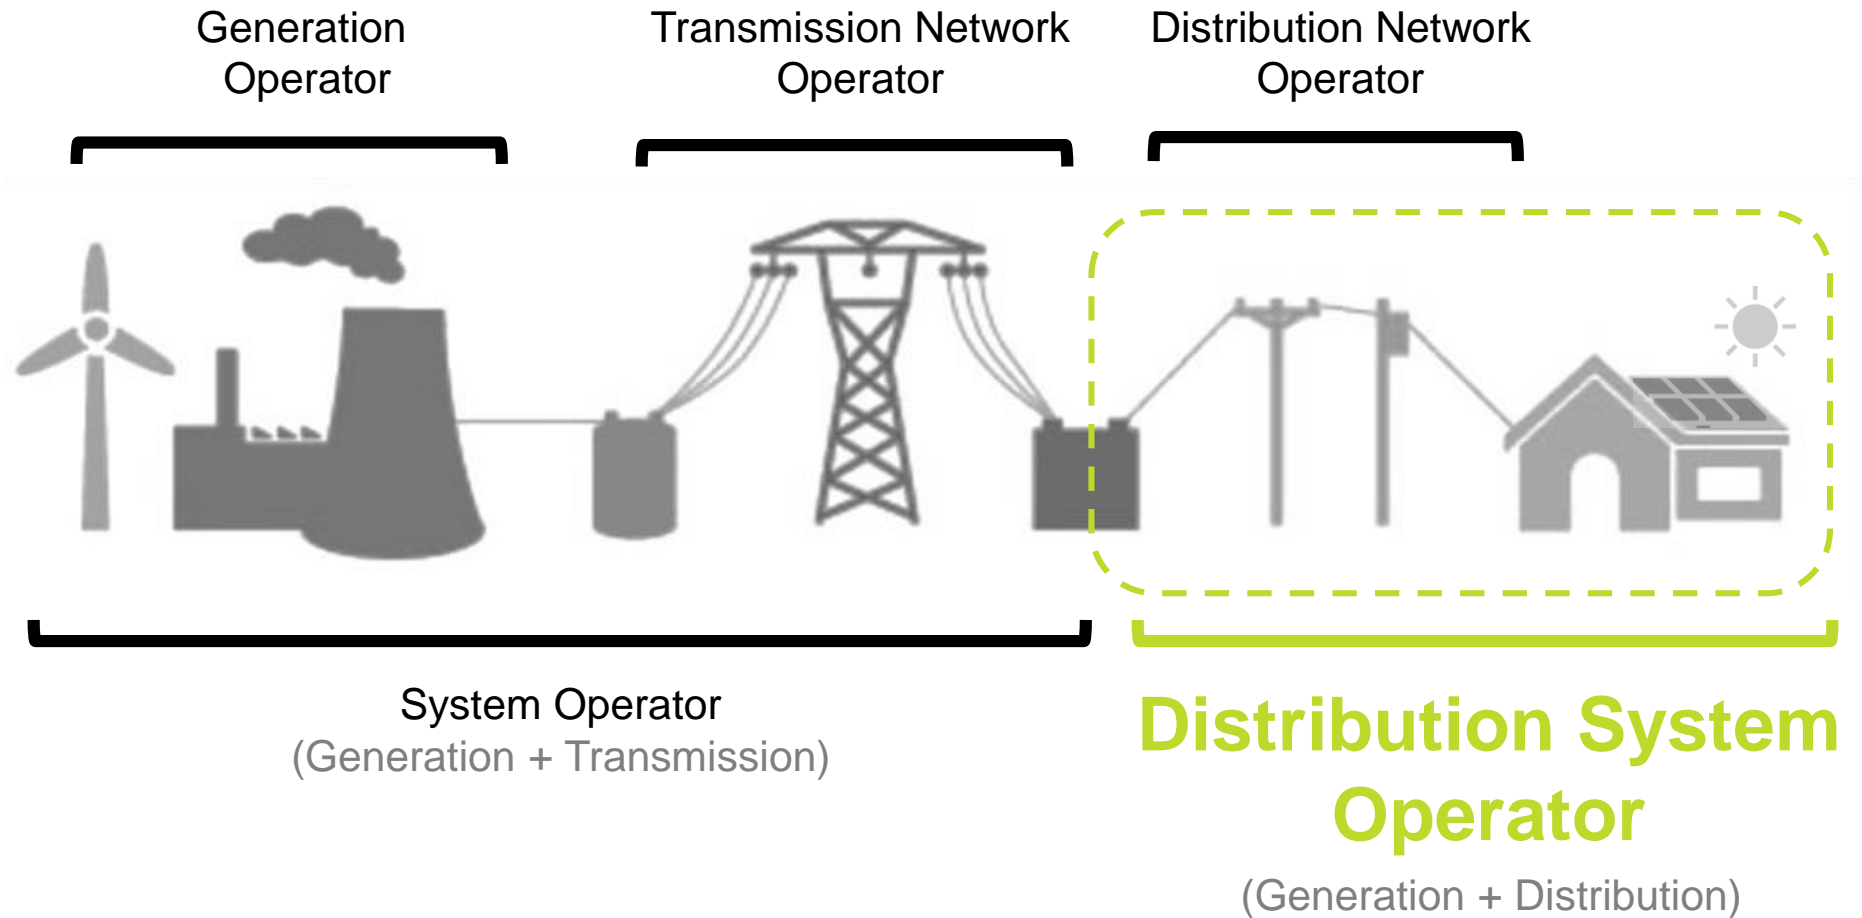 Generation
Operator
Transmission Network
Operator
Distribution Network
Operator
System Operator
(Generation + Transmission)
Distribution System
Operator
(Generation + Distribution)